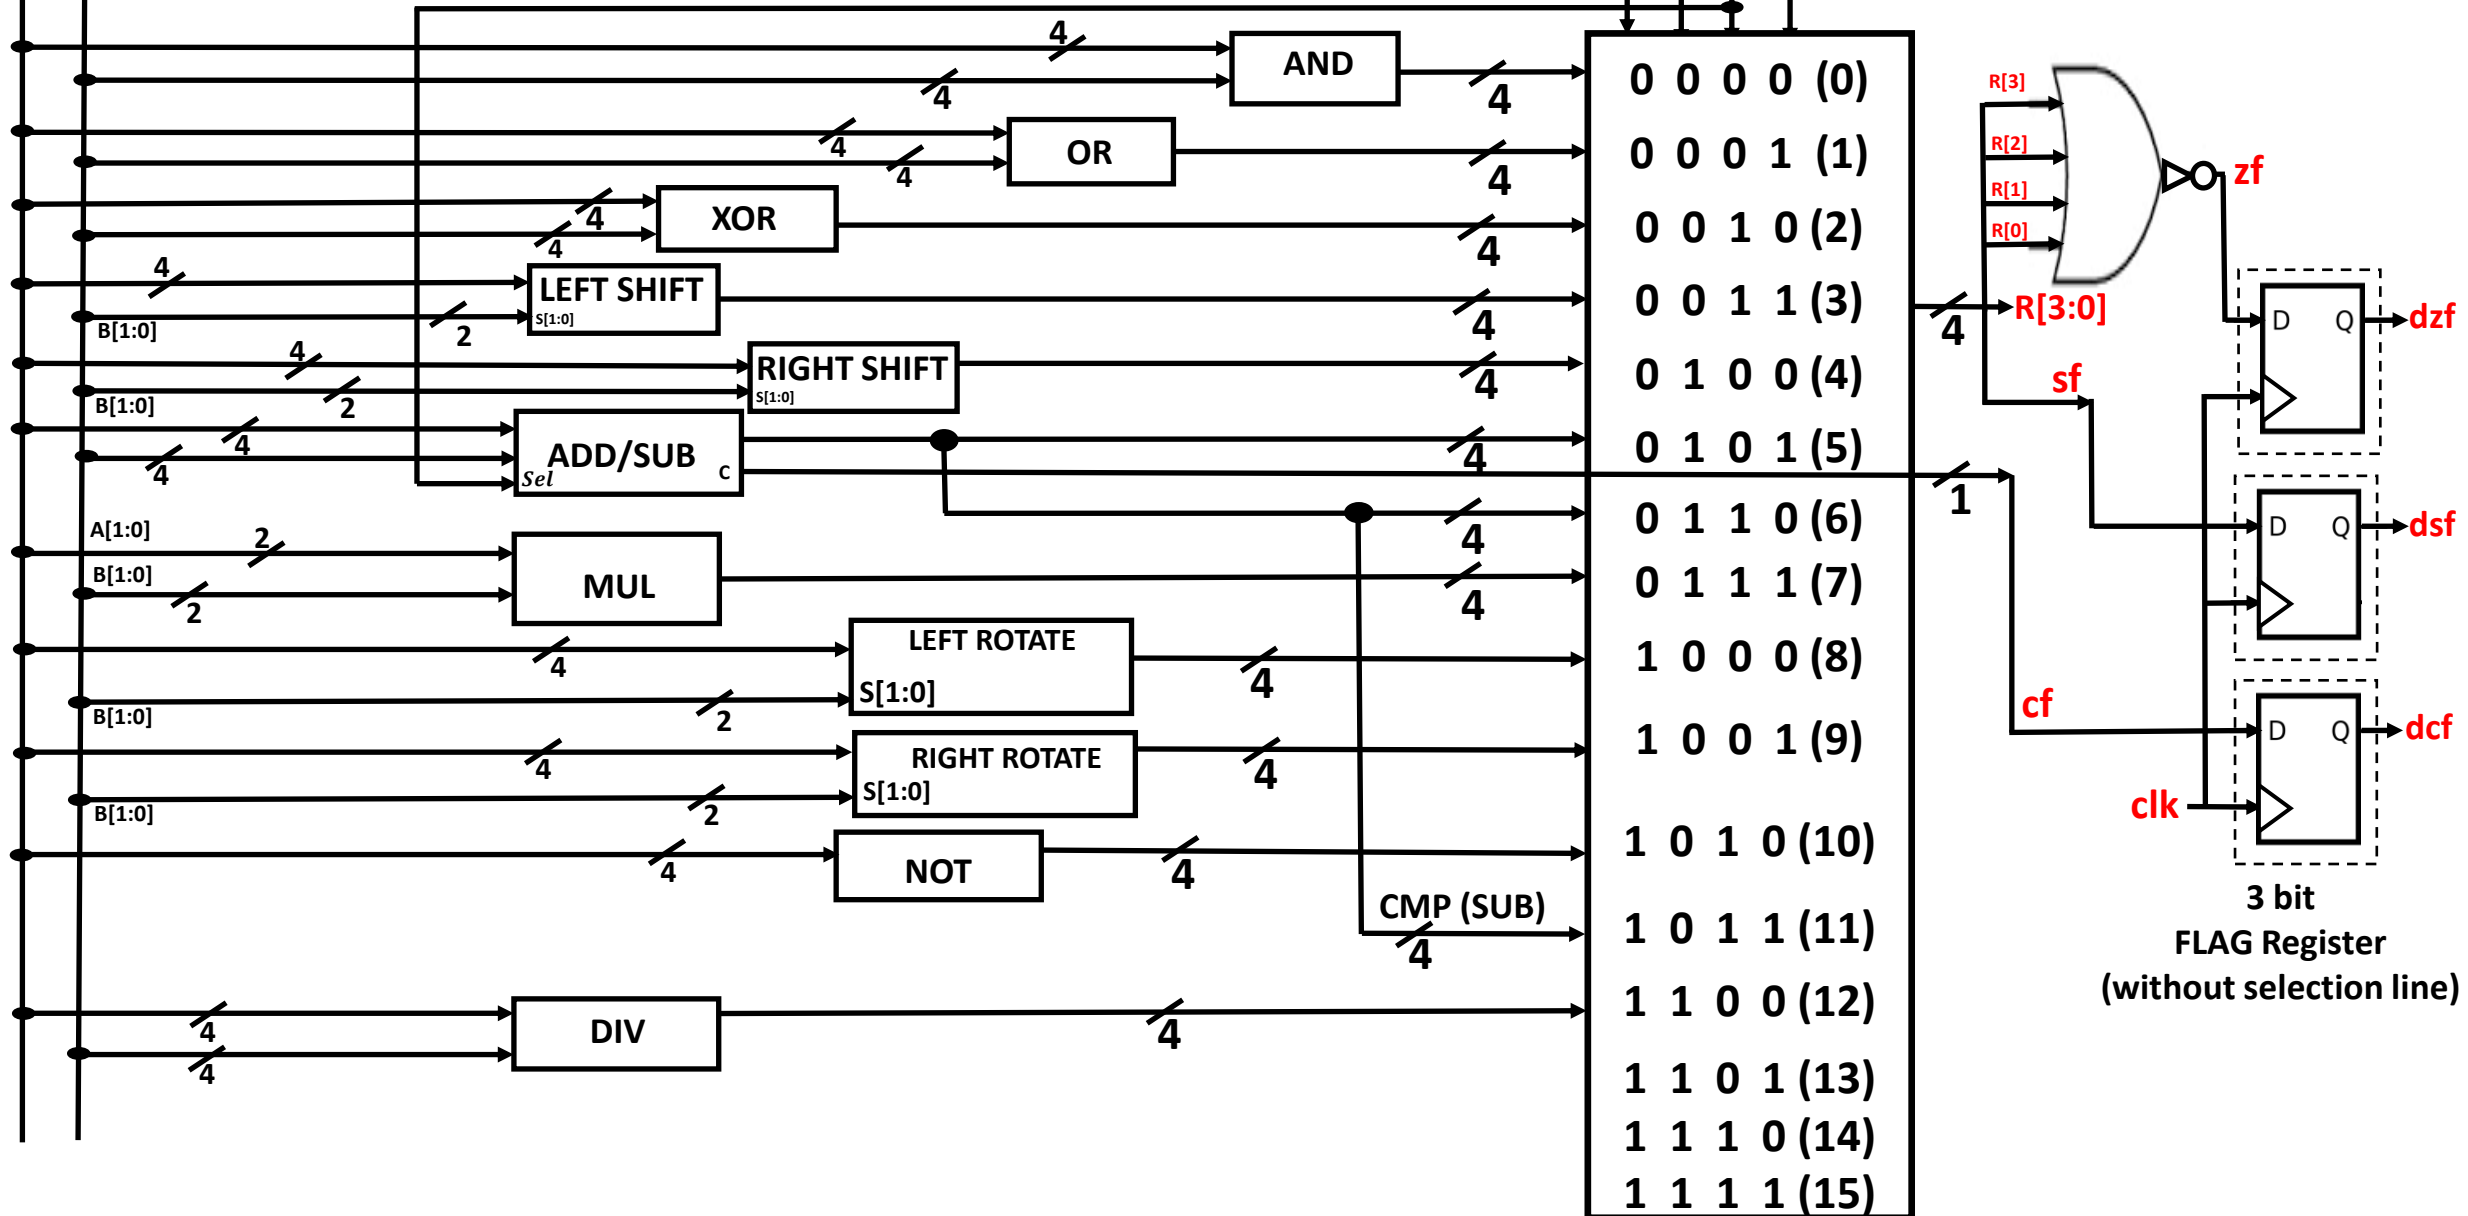 4
AND
4
4
0 0 0 0 (0)
R[3]
4
OR
4
4
0 0 0 1 (1)
R[2]
zf
R[1]
4
XOR
4
4
0 0 1 0 (2)
R[0]
4
LEFT SHIFT
S[1:0]
B[1:0]
2
4
0 0 1 1 (3)
4
R[3:0]
D Q
dzf
4
RIGHT SHIFT
S[1:0]
B[1:0]
2
4
0 1 0 0 (4)
sf
4
4
ADD/SUB
Sel
C
4
0 1 0 1 (5)
1
A[1:0]
2
4
0 1 1 0 (6)
D Q
dsf
B[1:0]
2
MUL
4
0 1 1 1 (7)
4
LEFT ROTATE
S[1:0]
B[1:0]
2
4
1 0 0 0 (8)
cf
D Q
dcf
4
RIGHT ROTATE
S[1:0]
B[1:0]
2
4
1 0 0 1 (9)
clk
4
NOT
4
1 0 1 0 (10)
CMP (SUB)
4
1 0 1 1 (11)
3 bit
FLAG Register
(without selection line)
4
4
DIV
4
1 1 0 0 (12)
1 1 0 1 (13)
1 1 1 0 (14)
1 1 1 1 (15)